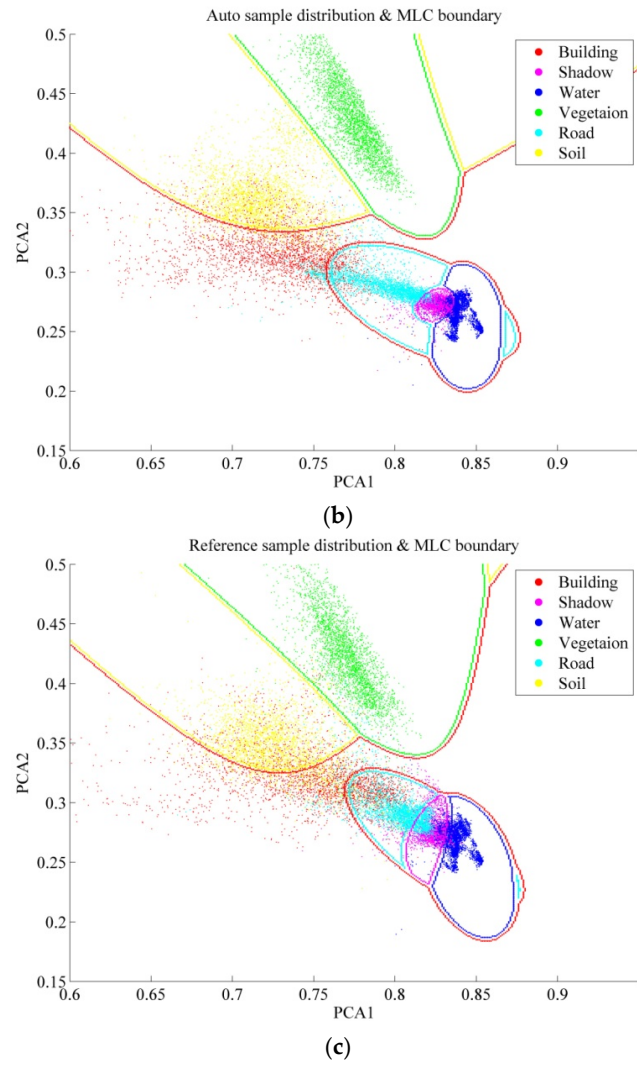 Auto sample distribution & MLC boundary
0.5
0.45
0.4
0.35
0.3
0.25
0.2
0.15
PCA2
Building
Shadow
Water
Vegetaion
Road
Soil
0.6 0.65 0.7 0.75 0.8 0.85 0.9
PCA1
(b)
Reference sample distribution & MLC boundary
0.5
0.45
0.4
0.35
0.3
0.25
0.2
0.15
PCA2
Building
Shadow
Water
Vegetaion
Road
Soil
0.6 0.65 0.7 0.75 0.8 0.85 0.9
PCA1
(c)